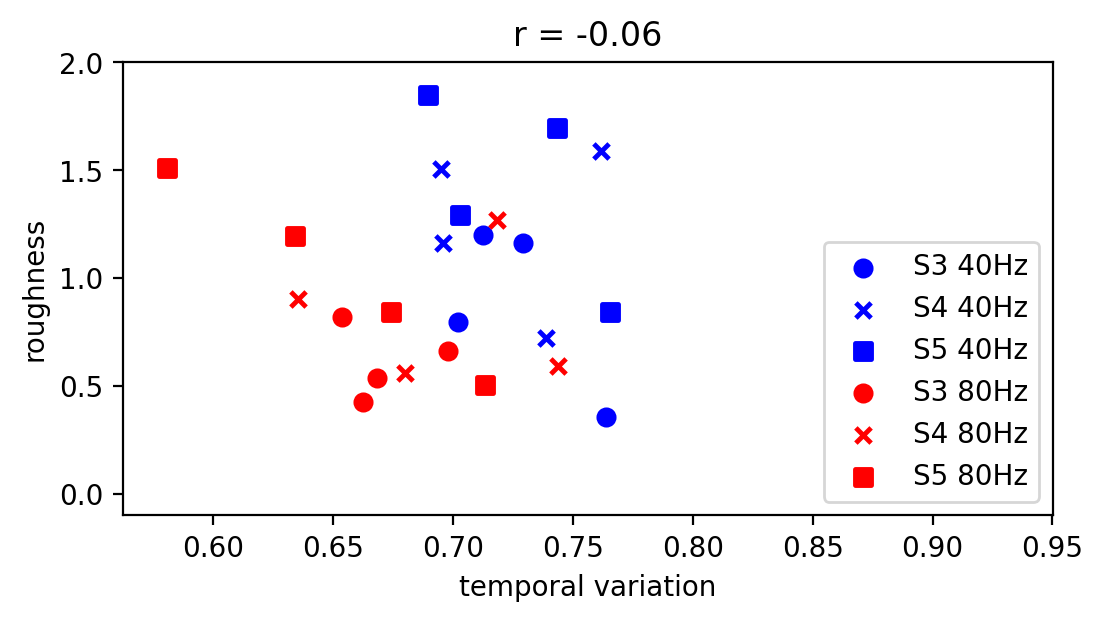 r = -0.06
roughness
2.0
1.5
1.0
0.5
0.0
S3 40Hz
S4 40Hz
S5 40Hz
S3 80Hz
S4 80Hz
S5 80Hz
0.60 0.65 0.70 0.75 0.80 0.85 0.90 0.95
temporal variation